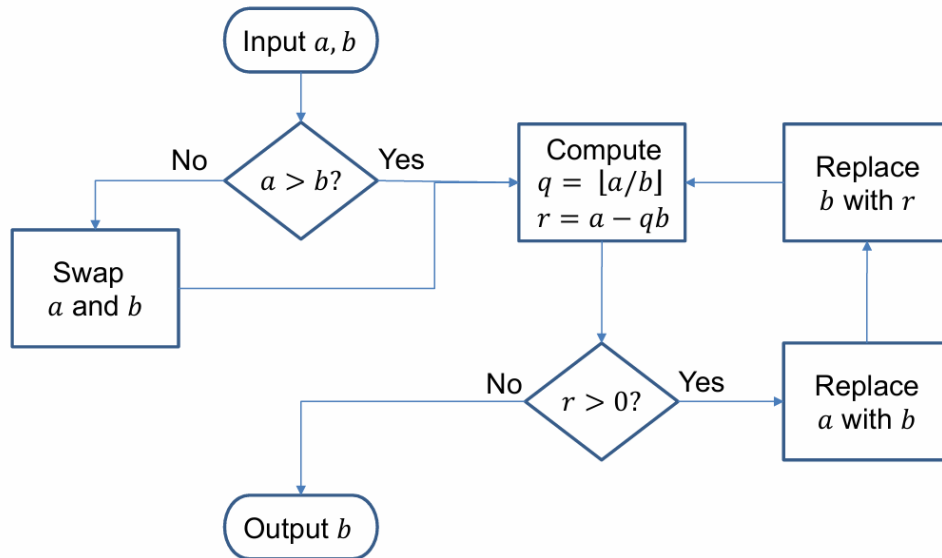 Input a, b
a > b?
No
Yes
Swap
a and b
Compute
q = ⌊a/b⌋
r = a − qb
Replace
b with r
r > 0?
No
Yes
Replace
a with b
Output b